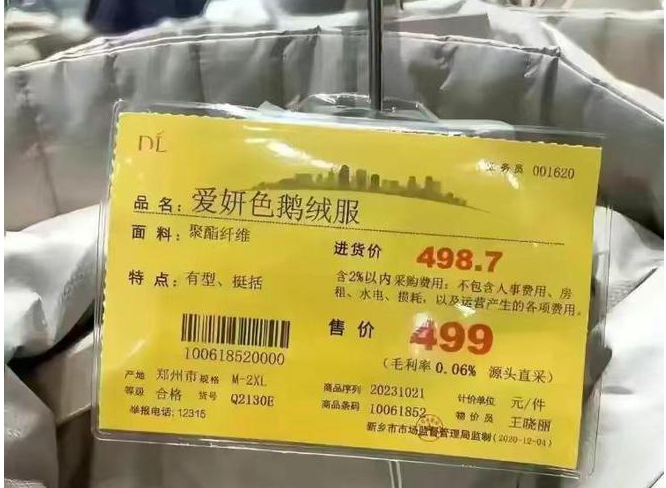 DL
务员 001620
品名：爱妍色鹅绒服
面料：聚酯纤维
进货价 498.7
含2%以内采购费用：不包含人事费用、房
租、水电、损耗，以及运营产生的各项费用。
特点：有型、挺括
售价 499
（毛利率 0.06% 源头直采）
100618520000
产地 郑州市 规格 M-2XL
等级 合格 货号 Q2130E
举报电话：12315
商品序列 20231021 计价单位 元/件
商品条码 10061852 物价员 王晓丽
新乡市市场监督管理局监制（2020-12-04）